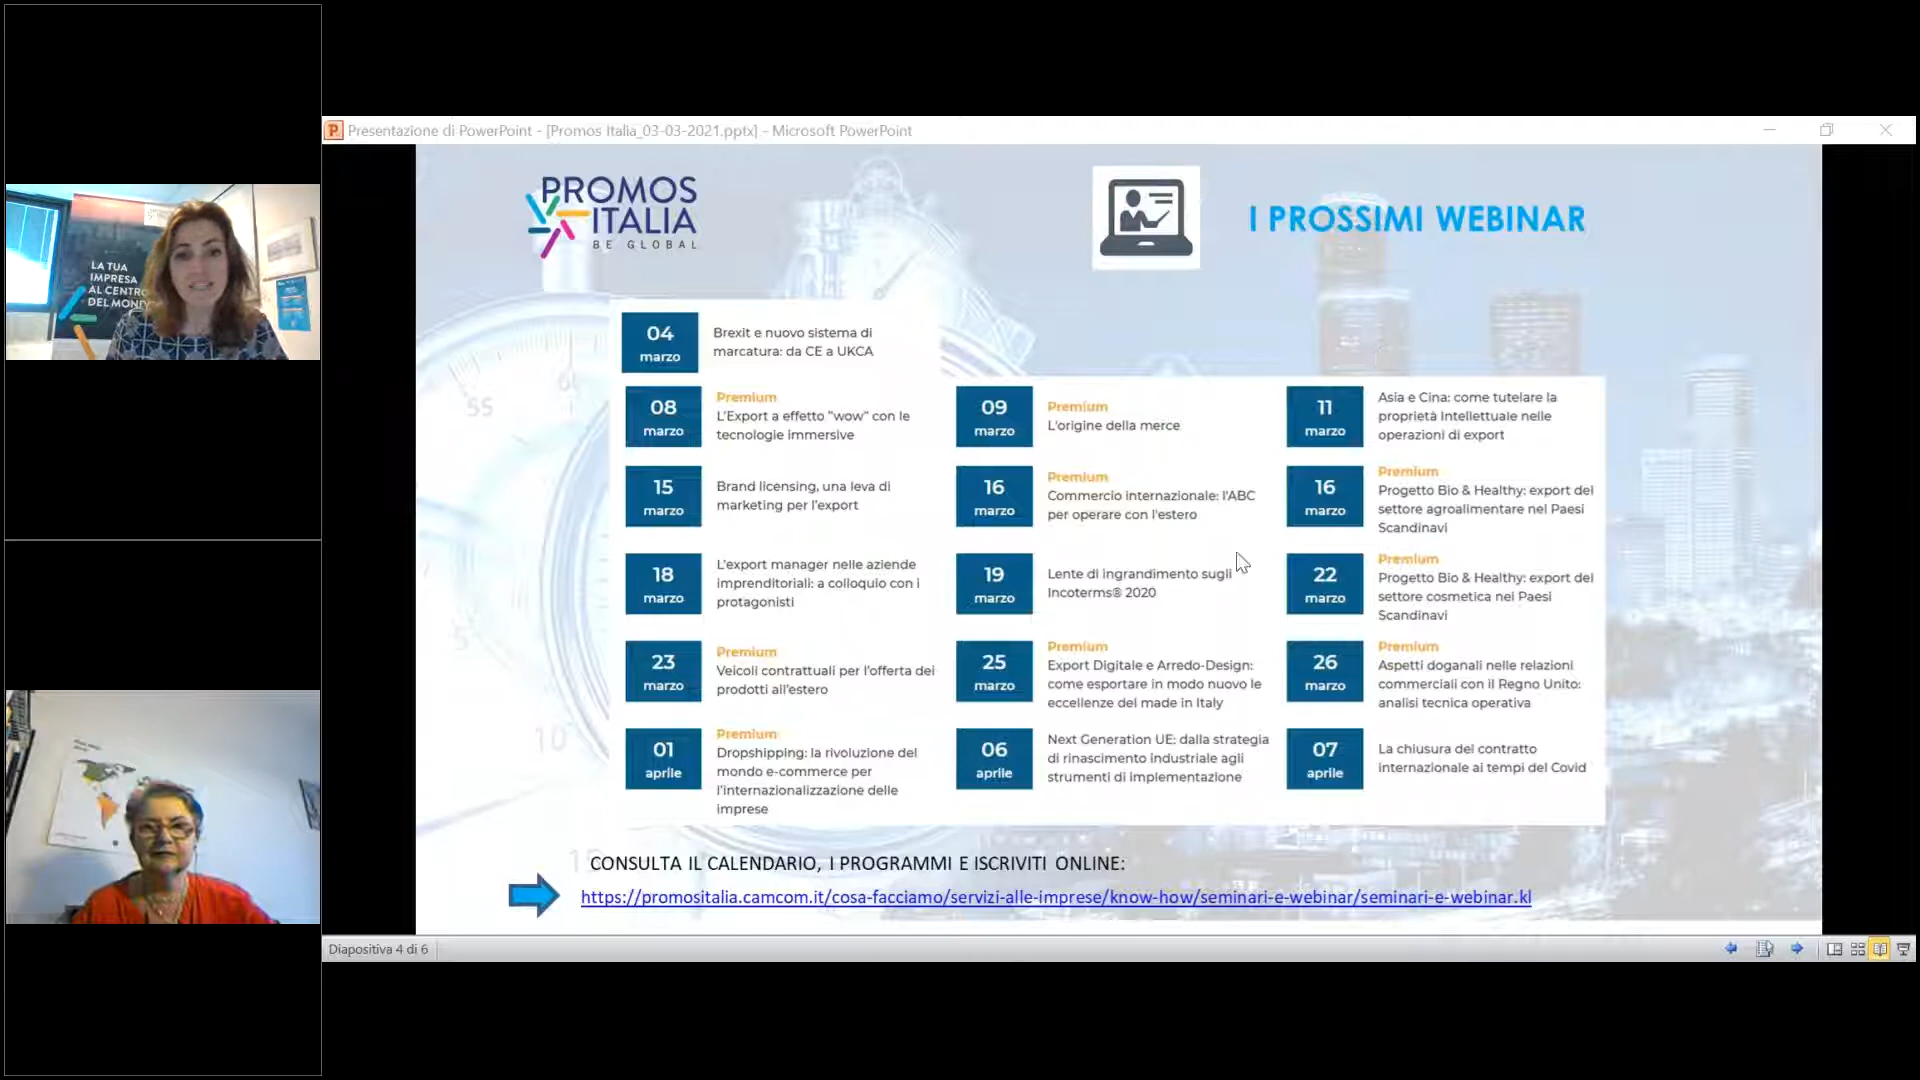 LA TUA
IMPRESA
AL CENTRO
Presentazione di PowerPoint - [Promos Italia_03-03-2021.pptx] - Microsoft PowerPoint
PROMOS
ITALIA
BE GLOBAL
I PROSSIMI WEBINAR
04
marzo
Brexit e nuovo sistema di
marcatura: da CE a UKCA
08
marzo
Premium
L'Export a effetto "wow" con le
tecnologie immersive
09
marzo
Premium
L'origine della merce
11
marzo
Asia e Cina: come tutelare la
proprietà Intellettuale nelle
operazioni di export
15
marzo
Brand licensing, una leva di
marketing per l'export
16
marzo
Premium
Commercio internazionale: l'ABC
per operare con l'estero
16
marzo
Premium
Progetto Bio & Healthy: export del
settore agroalimentare nei Paesi
Scandinavi
18
marzo
L'export manager nelle aziende
imprenditoriali: a colloquio con i
protagonisti
19
marzo
Lente di ingrandimento sugli
Incoterms® 2020
22
marzo
Premium
Progetto Bio & Healthy: export del
settore cosmetica nei Paesi
Scandinavi
23
marzo
Premium
Veicoli contrattuali per l'offerta dei
prodotti all'estero
25
marzo
Premium
Export Digitale e Arredo-Design:
come esportare in modo nuovo le
eccellenze del made in Italy
26
marzo
Premium
Aspetti doganali nelle relazioni
commerciali con il Regno Unito:
analisi tecnica operativa
01
aprile
Premium
Dropshipping: la rivoluzione del
mondo e-commerce per
l'internazionalizzazione delle
imprese
06
aprile
Next Generation UE: dalla strategia
di rinascimento industriale agli
strumenti di implementazione
07
aprile
La chiusura del contratto
internazionale ai tempi del Covid
55
60
5
10
CONSULTA IL CALENDARIO, I PROGRAMMI E ISCRIVITI ONLINE:
https://promositalia.camcom.it/cosa-facciamo/servizi-alle-imprese/know-how/seminari-e-webinar/seminari-e-webinar.kl
Diapositiva 4 di 6